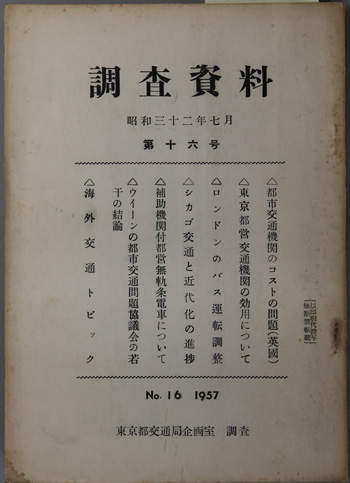 調査資料
昭和三十二年七月
第十六号
△都市交通機関のコストの問題(英國)
△東京都営交通機関の効用について
△ロンドンのバス運転調整
△シカゴ交通と近代化の進捗
△補助機関付都営無軌条電車について
△ウイーンの都市交通問題協議会の若
干の結論
△海外交通トピック
No. 16 1957
東京都交通局企画室 調査